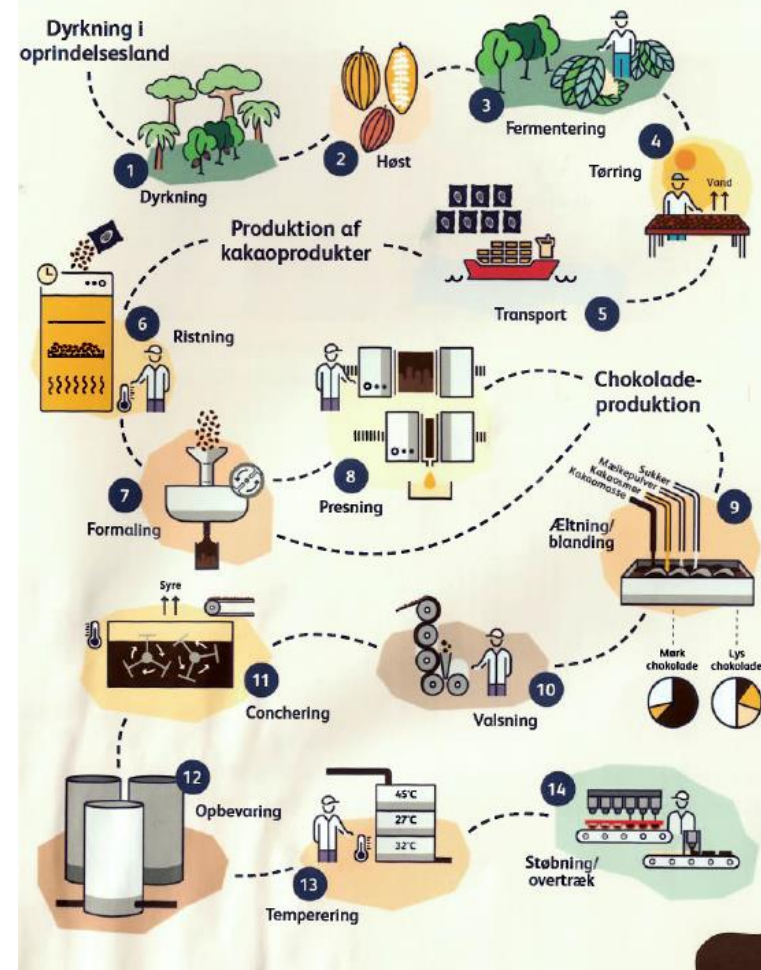 Dyrkning i
oprindelsesland
1
Dyrkning
2
Høst
3
Fermentering
4
Tørring
Vand
5
Transport
Produktion af
kakaoprodukter
6
Ristning
7
Formaling
8
Presning
Chokolade-
produktion
9
Æltning/
blanding
Sukker
Mælkepulver
Kakaosmør
Kakaomasse
Mørk
chokolade
Lys
chokolade
10
Valsning
11
Conchering
Syre
12
Opbevaring
13
Temperering
45°C
27°C
32°C
14
Støbning/
overtræk